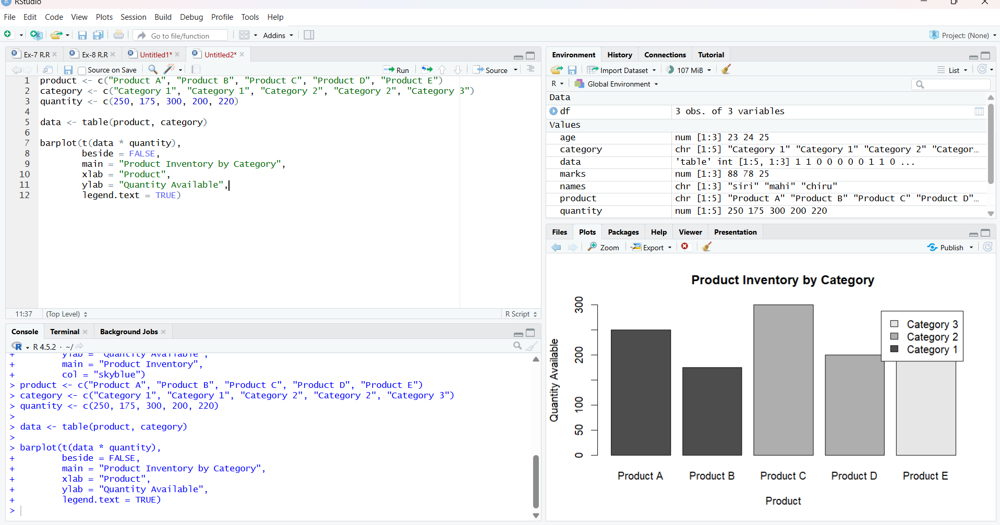 RStudio
File Edit Code View Plots Session Build Debug Profile Tools Help
Go to file/function Addins Project: (None)
Ex-7 R.R Ex-8 R.R Untitled1* Untitled2*
Source on Save Run Source
1 product <- c("Product A", "Product B", "Product C", "Product D", "Product E")
2 category <- c("Category 1", "Category 1", "Category 2", "Category 2", "Category 3")
3 quantity <- c(250, 175, 300, 200, 220)
4
5 data <- table(product, category)
6
7 barplot(t(data * quantity),
8 beside = FALSE,
9 main = "Product Inventory by Category",
10 xlab = "Product",
11 ylab = "Quantity Available",
12 legend.text = TRUE)
11:37 (Top Level) R Script
Console Terminal Background Jobs
R 4.5.2 · ~/
+ ylab = "Quantity Available",
+ main = "Product Inventory",
+ col = "skyblue")
> product <- c("Product A", "Product B", "Product C", "Product D", "Product E")
> category <- c("Category 1", "Category 1", "Category 2", "Category 2", "Category 3")
> quantity <- c(250, 175, 300, 200, 220)
>
> data <- table(product, category)
>
> barplot(t(data * quantity),
+ beside = FALSE,
+ main = "Product Inventory by Category",
+ xlab = "Product",
+ ylab = "Quantity Available",
+ legend.text = TRUE)
>
Environment History Connections Tutorial
Import Dataset 107 MiB List
R Global Environment
Data
df 3 obs. of 3 variables
Values
age num [1:3] 23 24 25
category chr [1:5] "Category 1" "Category 1" "Category 2" "Categor…
data 'table' int [1:5, 1:3] 1 1 0 0 0 0 0 1 1 0 ...
marks num [1:3] 88 78 25
names chr [1:3] "siri" "mahi" "chiru"
product chr [1:5] "Product A" "Product B" "Product C" "Product D"…
quantity num [1:5] 250 175 300 200 220
Files Plots Packages Help Viewer Presentation
Zoom Export Publish
Product Inventory by Category
Quantity Available
300
200
100
50
0
Category 3
Category 2
Category 1
Product A Product B Product C Product D Product E
Product